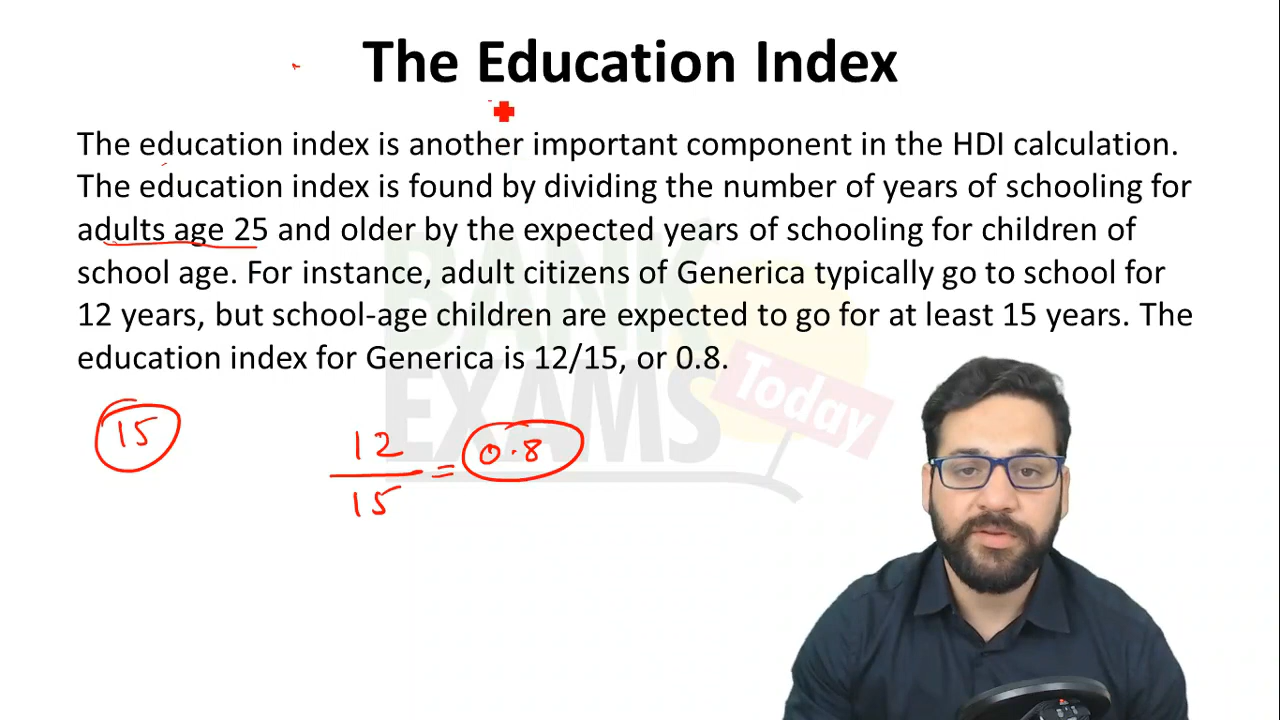 The Education Index
The education index is another important component in the HDI calculation.
The education index is found by dividing the number of years of schooling for
adults age 25 and older by the expected years of schooling for children of
school age. For instance, adult citizens of Generica typically go to school for
12 years, but school-age children are expected to go for at least 15 years. The
education index for Generica is 12/15, or 0.8.
BANK
EXAMS
Today
15
12
15
= 0.8